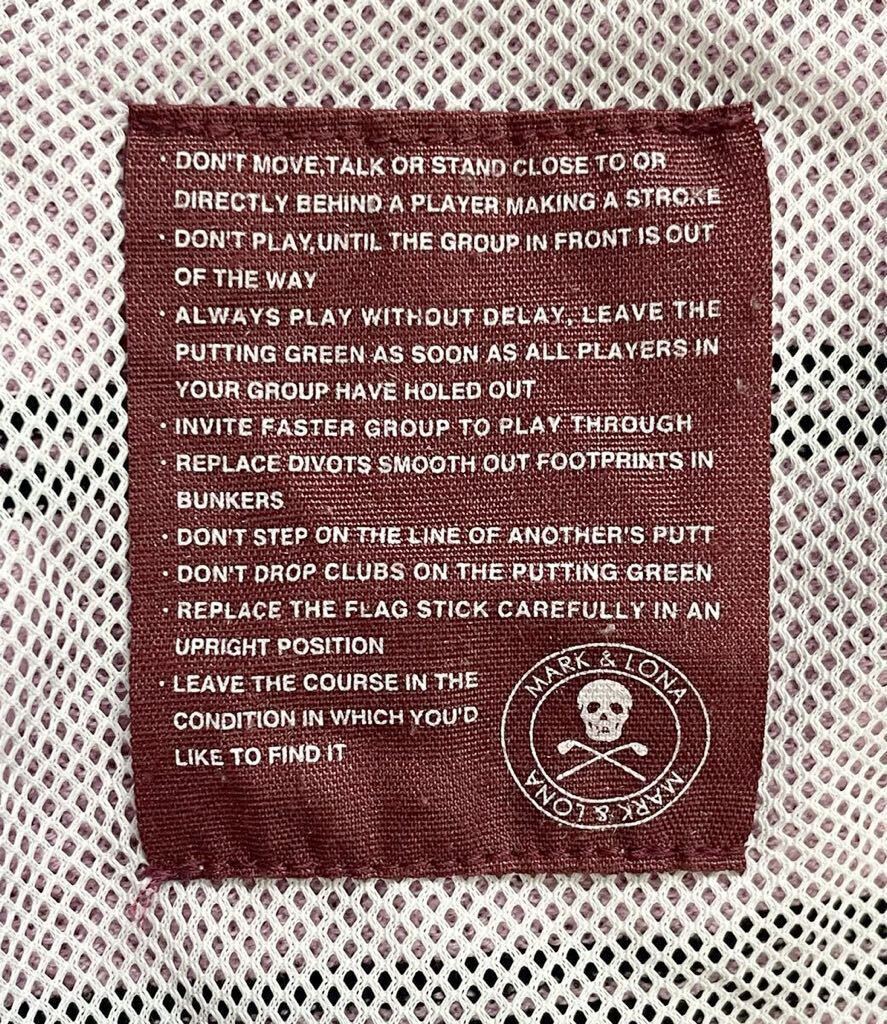 · DON'T MOVE,TALK OR STAND CLOSE TO OR
DIRECTLY BEHIND A PLAYER MAKING A STROKE
· DON'T PLAY,UNTIL THE GROUP IN FRONT IS OUT
OF THE WAY
· ALWAYS PLAY WITHOUT DELAY, LEAVE THE
PUTTING GREEN AS SOON AS ALL PLAYERS IN
YOUR GROUP HAVE HOLED OUT
· INVITE FASTER GROUP TO PLAY THROUGH
· REPLACE DIVOTS SMOOTH OUT FOOTPRINTS IN
BUNKERS
· DON'T STEP ON THE LINE OF ANOTHER'S PUTT
· DON'T DROP CLUBS ON THE PUTTING GREEN
· REPLACE THE FLAG STICK CAREFULLY IN AN
UPRIGHT POSITION
· LEAVE THE COURSE IN THE
CONDITION IN WHICH YOU'D
LIKE TO FIND IT
MARK & LONA
MARK & LONA